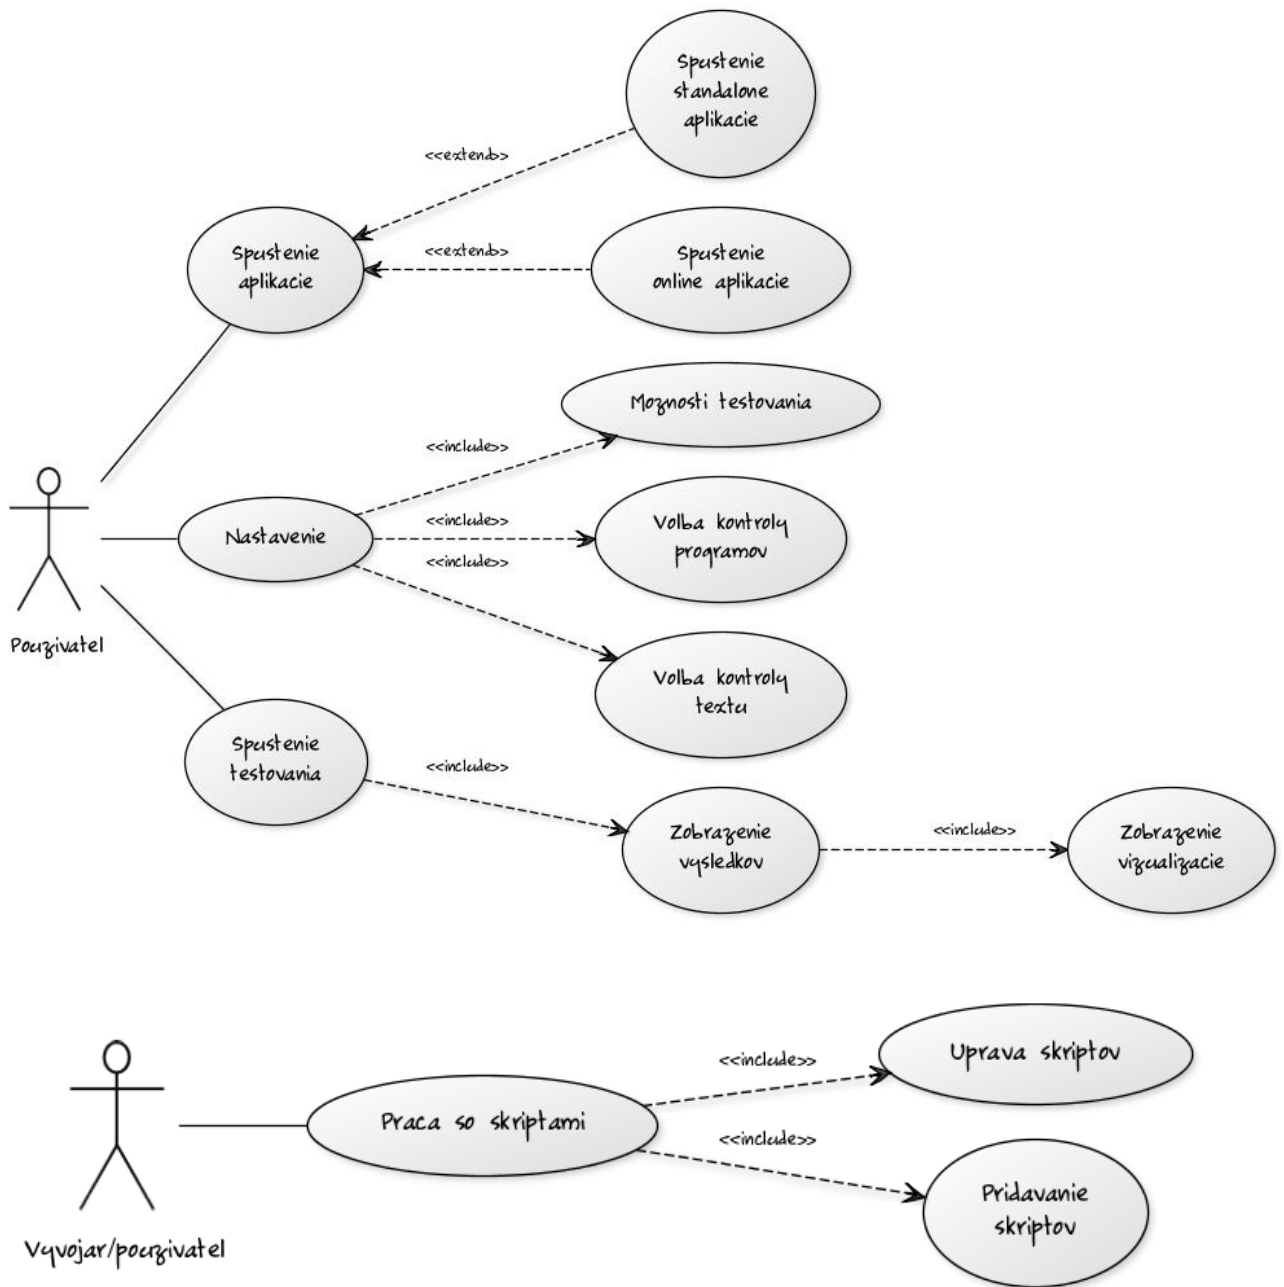 Spustenie
standalone
aplikacie
<<extend>>
Spustenie
aplikacie
<<extend>>
Spustenie
online aplikacie
Moznosti testovania
<<include>>
Nastavenie
<<include>>
Volba kontroly
programov
<<include>>
Pouzivatel
Volba kontroly
textu
Spustenie
testovania
<<include>>
Zobrazenie
vysledkov
<<include>>
Zobrazenie
vizualizacie
Uprava skriptov
<<include>>
Praca so skriptami
<<include>>
Pridavanie
skriptov
Vyvojar/pouzivatel